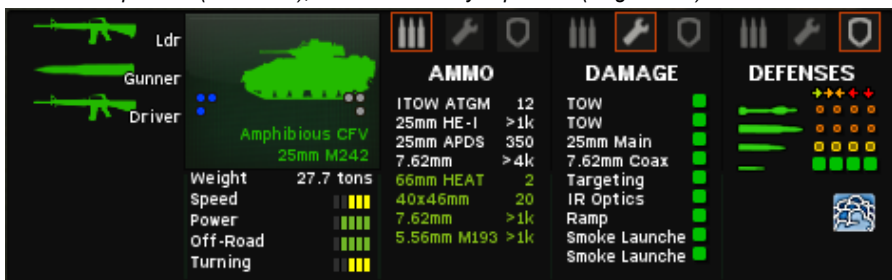 Ldr
Gunner
Driver
Amphibious CFV
25mm M242
Weight 27.7 tons
Speed
Power
Off-Road
Turning
AMMO
ITOW ATGM 12
25mm HE-I >1k
25mm APDS 350
7.62mm >4k
66mm HEAT 2
40x46mm 20
7.62mm >1k
5.56mm M193 >1k
DAMAGE
TOW
TOW
25mm Main
7.62mm Coax
Targeting
IR Optics
Ramp
Smoke Launche
Smoke Launche
DEFENSES